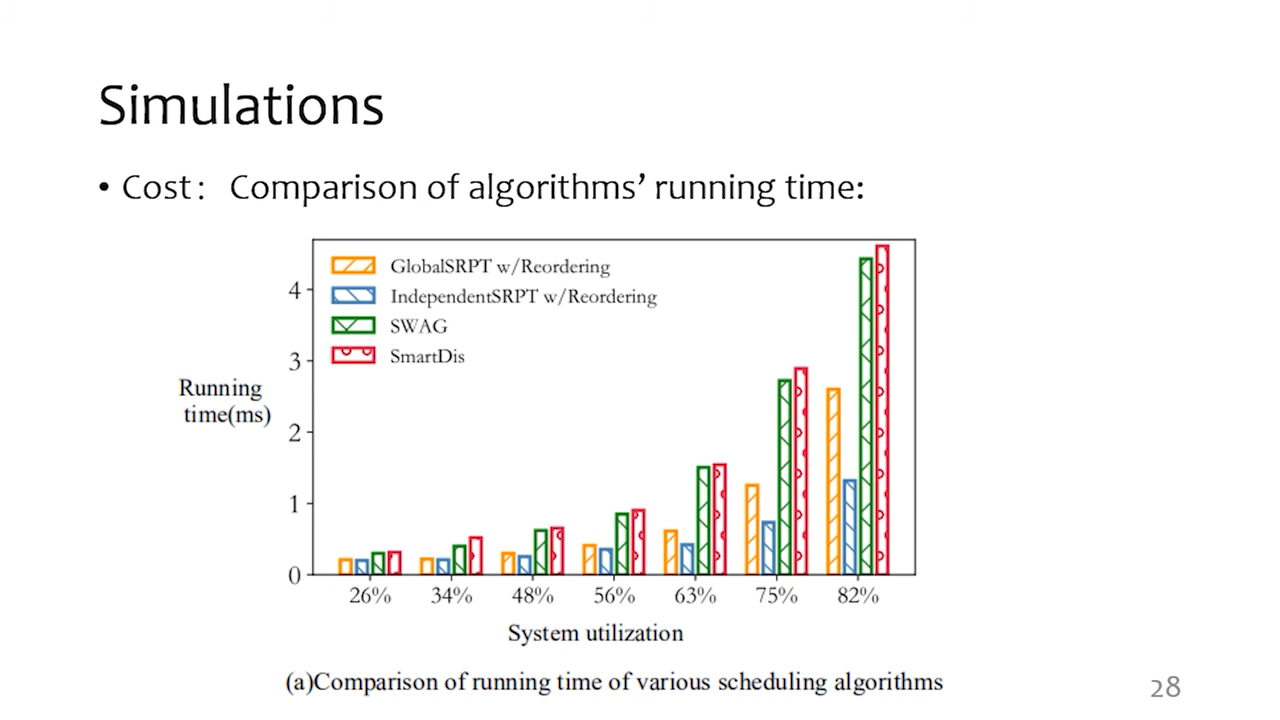 Simulations
• Cost: Comparison of algorithms’ running time:
GlobalSRPT w/Reordering
IndependentSRPT w/Reordering
SWAG
SmartDis
4
3
2
1
0
Running
time(ms)
26% 34% 48% 56% 63% 75% 82%
System utilization
(a)Comparison of running time of various scheduling algorithms
28